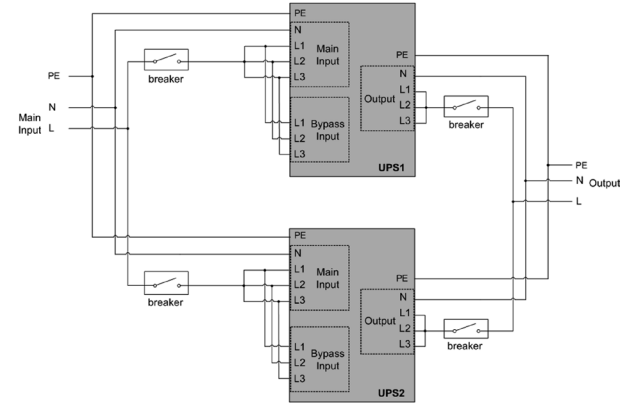 PE
N
Main
Input
L
breaker
PE
N
L1
L2
L3
Main
Input
L1
L2
L3
Bypass
Input
PE
N
L1
L2
L3
Output
UPS1
breaker
PE
N
Output
L
breaker
PE
N
L1
L2
L3
Main
Input
L1
L2
L3
Bypass
Input
PE
N
L1
L2
L3
Output
UPS2
breaker